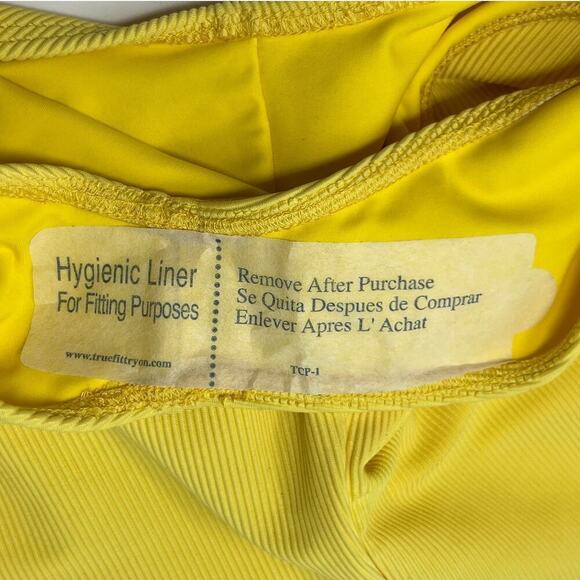 Hygienic Liner
For Fitting Purposes
www.truefittryon.com
Remove After Purchase
Se Quita Despues de Comprar
Enlever Apres L' Achat
TCP-1